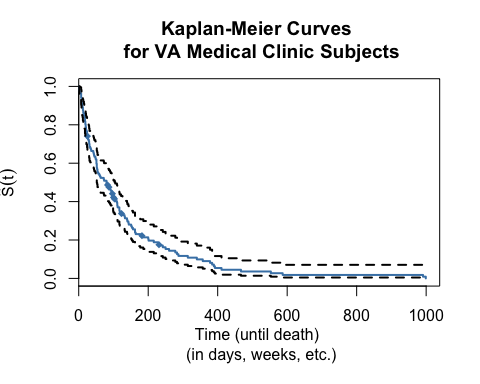 Kaplan-Meier Curves
for VA Medical Clinic Subjects
S(t)
1.0
0.8
0.6
0.4
0.2
0.0
0 200 400 600 800 1000
Time (until death)
(in days, weeks, etc.)